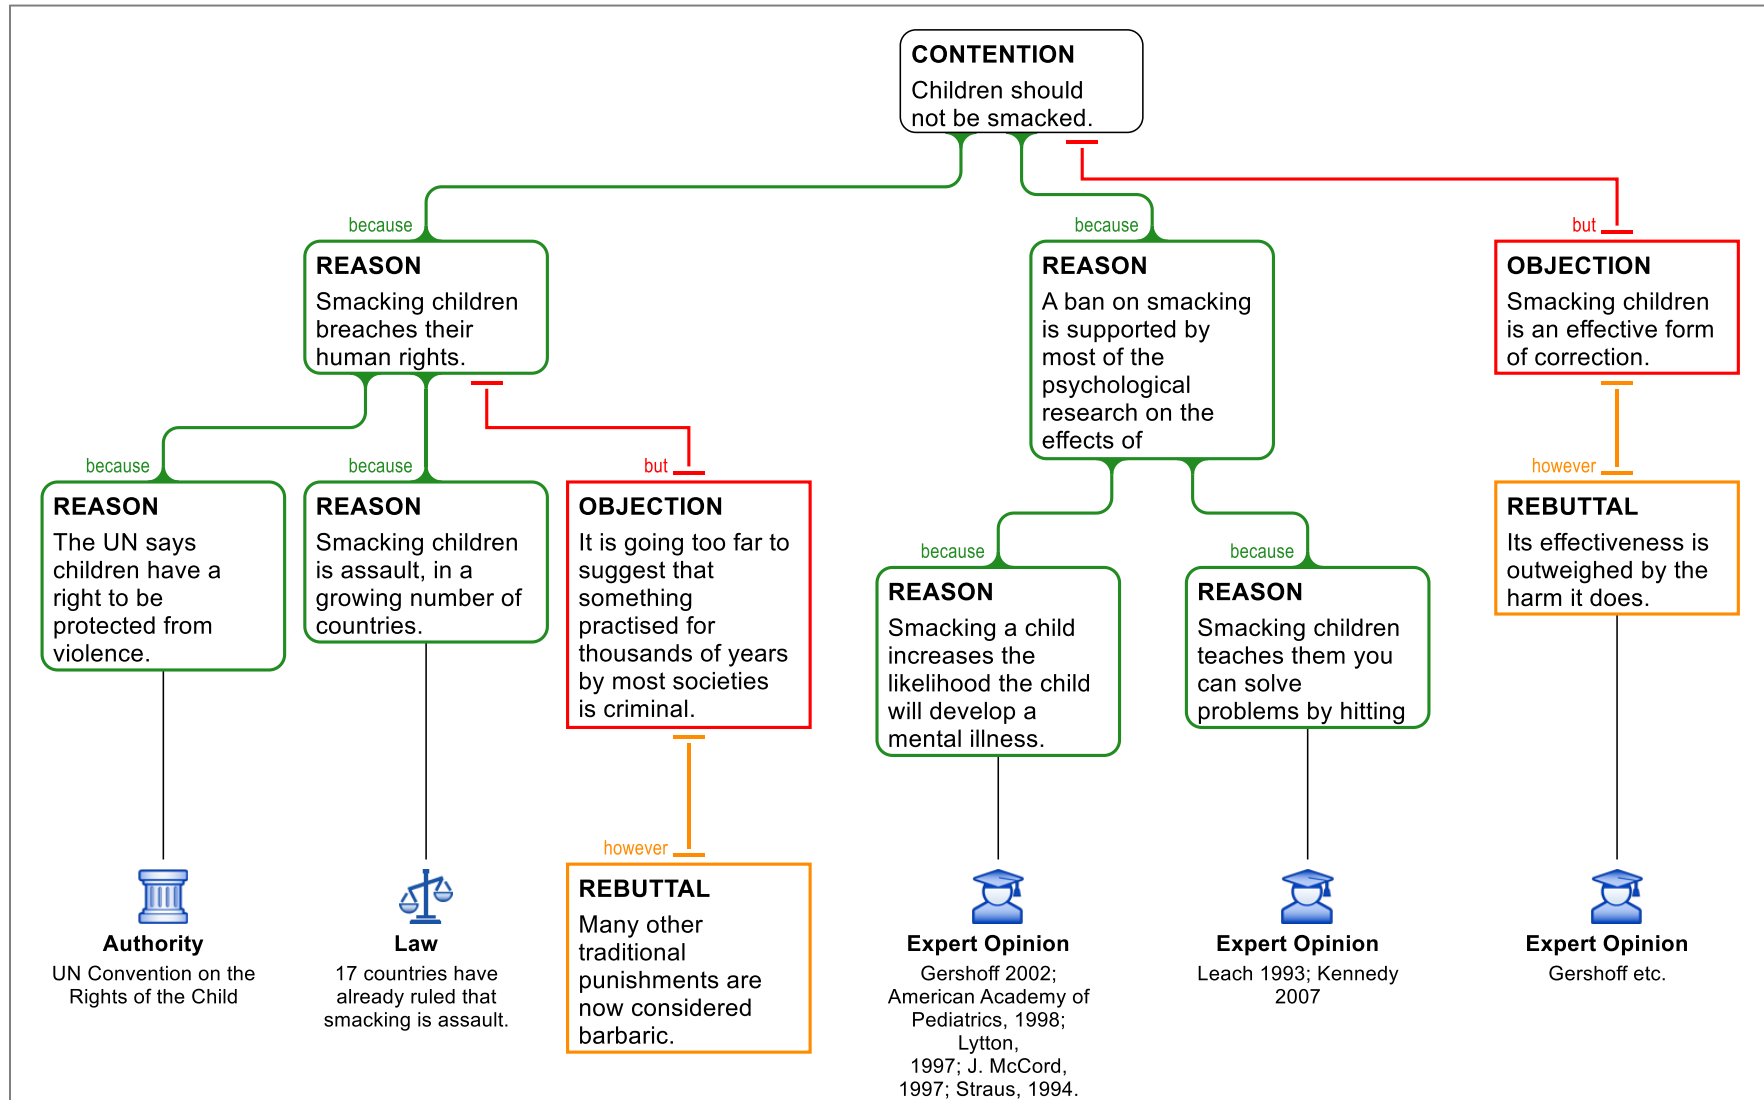 CONTENTION
Children should
not be smacked.
because
because
but
REASON
Smacking children
breaches their
human rights.
REASON
A ban on smacking
is supported by
most of the
psychological
research on the
effects of
OBJECTION
Smacking children
is an effective form
of correction.
because
because
but
however
REASON
The UN says
children have a
right to be
protected from
violence.
REASON
Smacking children
is assault, in a
growing number of
countries.
OBJECTION
It is going too far to
suggest that
something
practised for
thousands of years
by most societies
is criminal.
REBUTTAL
Its effectiveness is
outweighed by the
harm it does.
because
because
REASON
Smacking a child
increases the
likelihood the child
will develop a
mental illness.
REASON
Smacking children
teaches them you
can solve
problems by hitting
however
REBUTTAL
Many other
traditional
punishments are
now considered
barbaric.
Authority
UN Convention on the
Rights of the Child
Law
17 countries have
already ruled that
smacking is assault.
Expert Opinion
Gershoff 2002;
American Academy of
Pediatrics, 1998;
Lytton,
1997; J. McCord,
1997; Straus, 1994.
Expert Opinion
Leach 1993; Kennedy
2007
Expert Opinion
Gershoff etc.